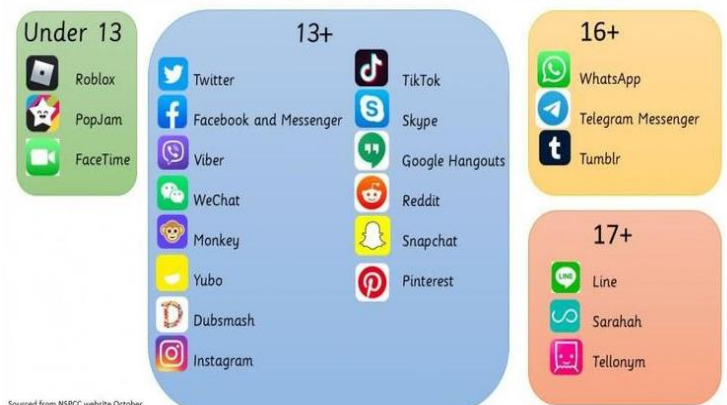 Under 13
Roblox
PopJam
FaceTime
13+
Twitter
Facebook and Messenger
Viber
WeChat
Monkey
Yubo
Dubsmash
Instagram
TikTok
Skype
Google Hangouts
Reddit
Snapchat
Pinterest
16+
WhatsApp
Telegram Messenger
Tumblr
17+
LINE
Line
Sarahah
Tellonym
Sourced from NSPCC website October